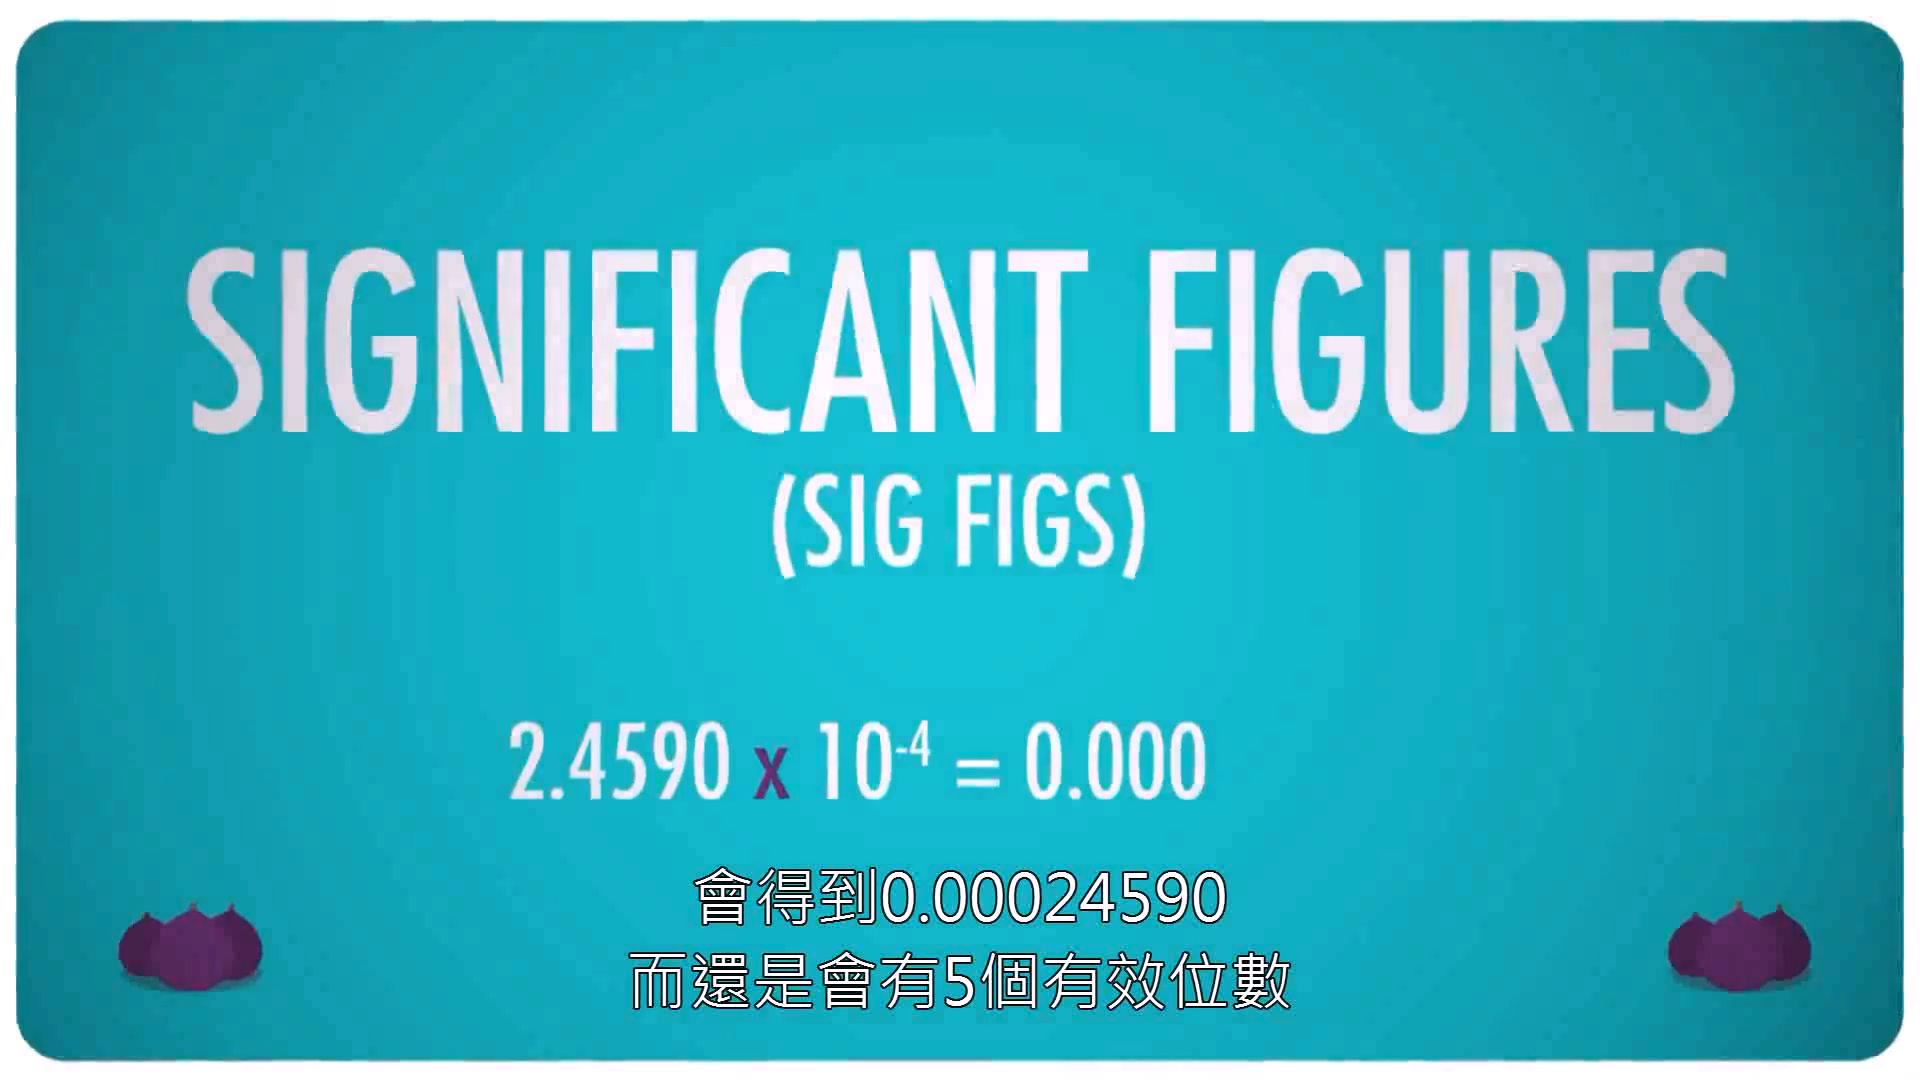 SIGNIFICANT FIGURES
(SIG FIGS)
2.4590 x 10⁻⁴ = 0.000
會得到0.00024590
而還是會有5個有效位數